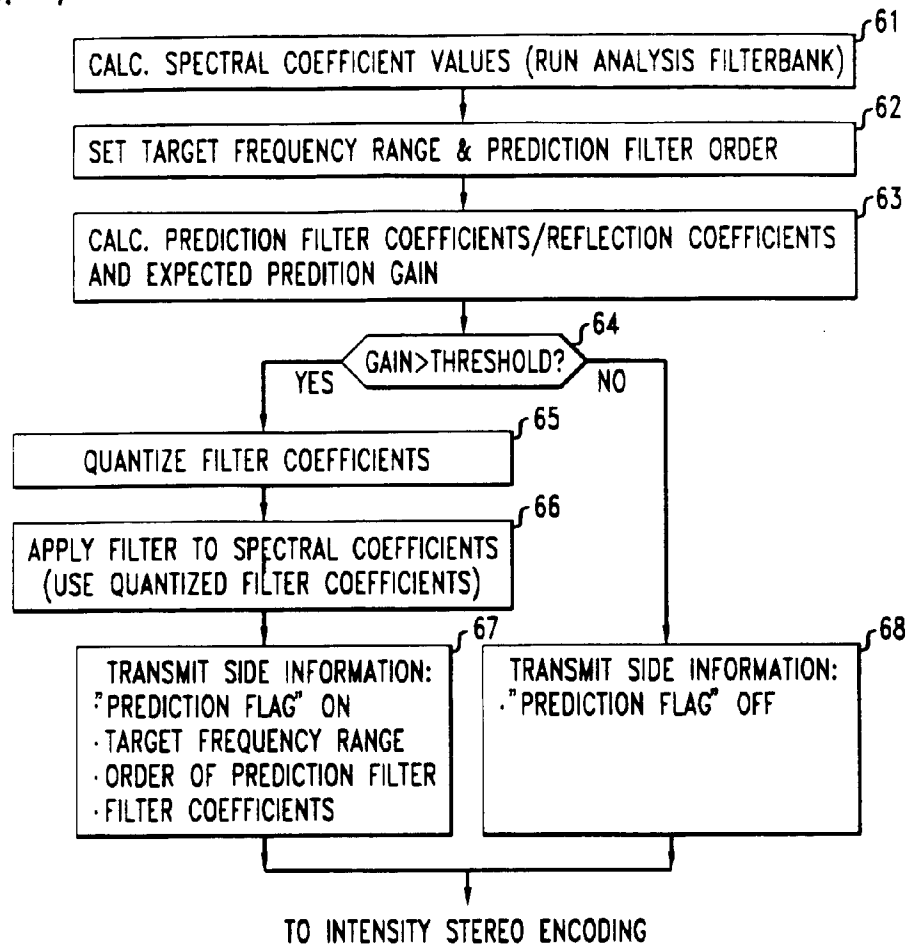 61
CALC. SPECTRAL COEFFICIENT VALUES (RUN ANALYSIS FILTERBANK)
62
SET TARGET FREQUENCY RANGE & PREDICTION FILTER ORDER
63
CALC. PREDICTION FILTER COEFFICIENTS/REFLECTION COEFFICIENTS
AND EXPECTED PREDITION GAIN
64
GAIN>THRESHOLD?
YES
NO
65
QUANTIZE FILTER COEFFICIENTS
66
APPLY FILTER TO SPECTRAL COEFFICIENTS
(USE QUANTIZED FILTER COEFFICIENTS)
67
TRANSMIT SIDE INFORMATION:
·"PREDICTION FLAG" ON
·TARGET FREQUENCY RANGE
·ORDER OF PREDICTION FILTER
·FILTER COEFFICIENTS
68
TRANSMIT SIDE INFORMATION:
·"PREDICTION FLAG" OFF
TO INTENSITY STEREO ENCODING